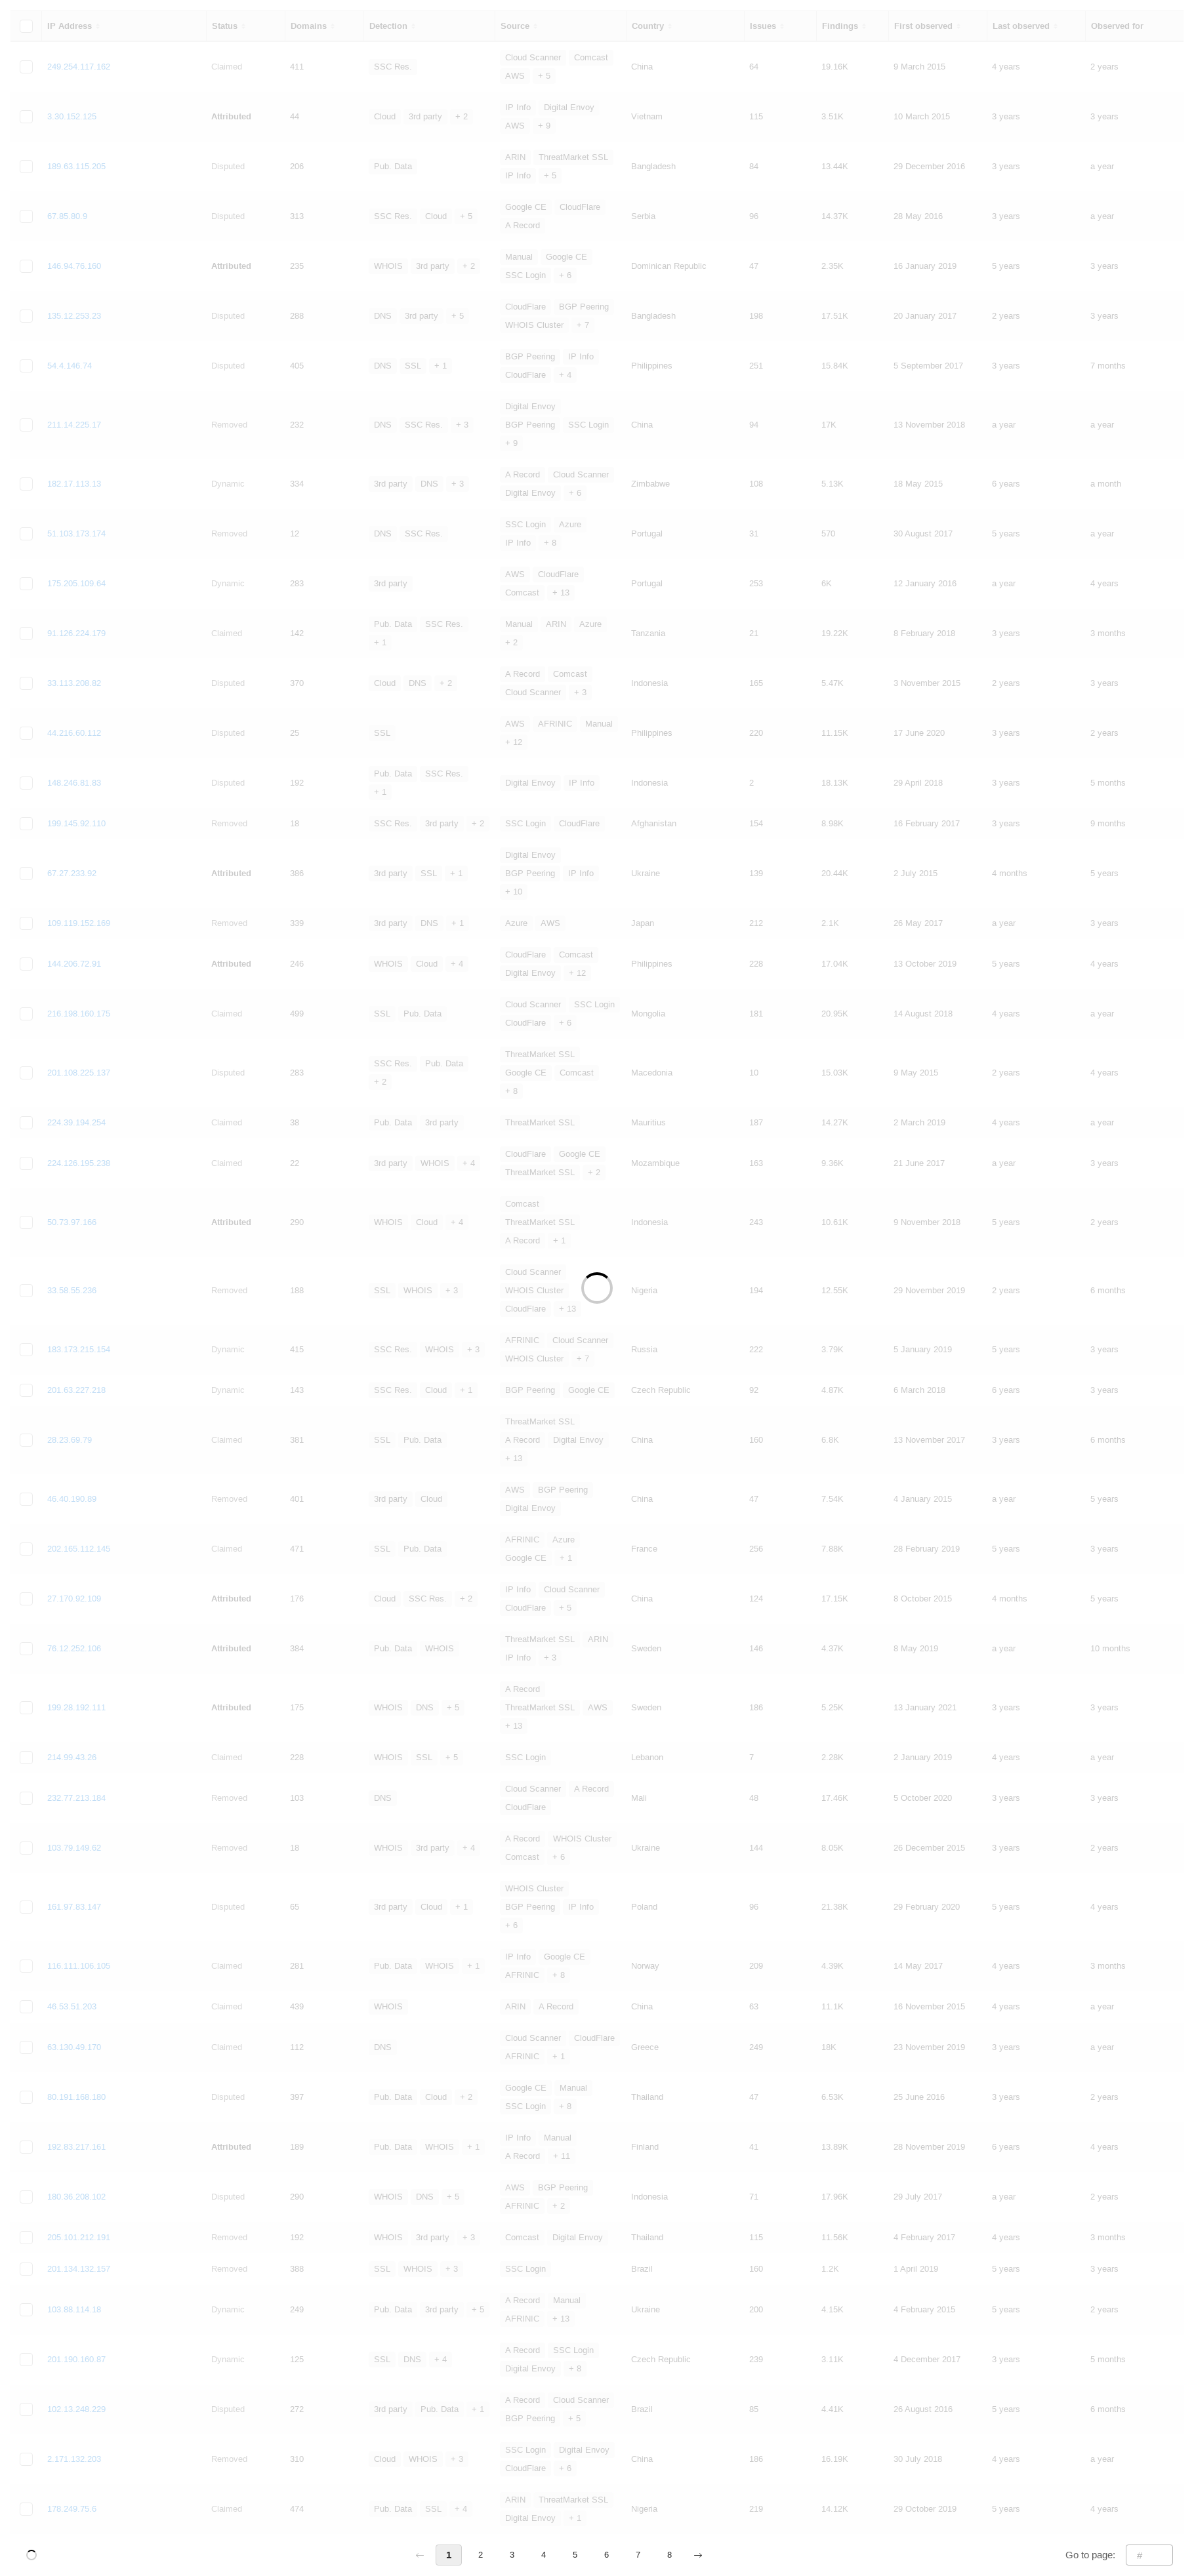 IP Address Status Domains Detection Source Country Issues Findings First observed Last observed Observed for
249.254.117.162 Claimed 411 SSC Res. Cloud Scanner Comcast AWS + 5 China 64 19.16K 9 March 2015 4 years 2 years
3.30.152.125 Attributed 44 Cloud 3rd party + 2 IP Info Digital Envoy AWS + 9 Vietnam 115 3.51K 10 March 2015 3 years 3 years
189.63.115.205 Disputed 206 Pub. Data ARIN ThreatMarket SSL IP Info + 5 Bangladesh 84 13.44K 29 December 2016 3 years a year
67.85.80.9 Disputed 313 SSC Res. Cloud + 5 Google CE CloudFlare A Record Serbia 96 14.37K 28 May 2016 3 years a year
146.94.76.160 Attributed 235 WHOIS 3rd party + 2 Manual Google CE SSC Login + 6 Dominican Republic 47 2.35K 16 January 2019 5 years 3 years
135.12.253.23 Disputed 288 DNS 3rd party + 5 CloudFlare BGP Peering WHOIS Cluster + 7 Bangladesh 198 17.51K 20 January 2017 2 years 3 years
54.4.146.74 Disputed 405 DNS SSL + 1 BGP Peering IP Info CloudFlare + 4 Philippines 251 15.84K 5 September 2017 3 years 7 months
211.14.225.17 Removed 232 DNS SSC Res. + 3 Digital Envoy BGP Peering SSC Login + 9 China 94 17K 13 November 2018 a year a year
182.17.113.13 Dynamic 334 3rd party DNS + 3 A Record Cloud Scanner Digital Envoy + 6 Zimbabwe 108 5.13K 18 May 2015 6 years a month
51.103.173.174 Removed 12 DNS SSC Res. SSC Login Azure IP Info + 8 Portugal 31 570 30 August 2017 5 years a year
175.205.109.64 Dynamic 283 3rd party AWS CloudFlare Comcast + 13 Portugal 253 6K 12 January 2016 a year 4 years
91.126.224.179 Claimed 142 Pub. Data SSC Res. + 1 Manual ARIN Azure + 2 Tanzania 21 19.22K 8 February 2018 3 years 3 months
33.113.208.82 Disputed 370 Cloud DNS + 2 A Record Comcast Cloud Scanner + 3 Indonesia 165 5.47K 3 November 2015 2 years 3 years
44.216.60.112 Disputed 25 SSL AWS AFRINIC Manual + 12 Philippines 220 11.15K 17 June 2020 3 years 2 years
148.246.81.83 Disputed 192 Pub. Data SSC Res. + 1 Digital Envoy IP Info Indonesia 2 18.13K 29 April 2018 3 years 5 months
199.145.92.110 Removed 18 SSC Res. 3rd party + 2 SSC Login CloudFlare Afghanistan 154 8.98K 16 February 2017 3 years 9 months
67.27.233.92 Attributed 386 3rd party SSL + 1 Digital Envoy BGP Peering IP Info + 10 Ukraine 139 20.44K 2 July 2015 4 months 5 years
109.119.152.169 Removed 339 3rd party DNS + 1 Azure AWS Japan 212 2.1K 26 May 2017 a year 3 years
144.206.72.91 Attributed 246 WHOIS Cloud + 4 CloudFlare Comcast Digital Envoy + 12 Philippines 228 17.04K 13 October 2019 5 years 4 years
216.198.160.175 Claimed 499 SSL Pub. Data Cloud Scanner SSC Login CloudFlare + 6 Mongolia 181 20.95K 14 August 2018 4 years a year
201.108.225.137 Disputed 283 SSC Res. Pub. Data + 2 ThreatMarket SSL Google CE Comcast + 8 Macedonia 10 15.03K 9 May 2015 2 years 4 years
224.39.194.254 Claimed 38 Pub. Data 3rd party ThreatMarket SSL Mauritius 187 14.27K 2 March 2019 4 years a year
224.126.195.238 Claimed 22 3rd party WHOIS + 4 CloudFlare Google CE ThreatMarket SSL + 2 Mozambique 163 9.36K 21 June 2017 a year 3 years
50.73.97.166 Attributed 290 WHOIS Cloud + 4 Comcast ThreatMarket SSL A Record + 1 Indonesia 243 10.61K 9 November 2018 5 years 2 years
33.58.55.236 Removed 188 SSL WHOIS + 3 Cloud Scanner WHOIS Cluster CloudFlare + 13 Nigeria 194 12.55K 29 November 2019 2 years 6 months
183.173.215.154 Dynamic 415 SSC Res. WHOIS + 3 AFRINIC Cloud Scanner WHOIS Cluster + 7 Russia 222 3.79K 5 January 2019 5 years 3 years
201.63.227.218 Dynamic 143 SSC Res. Cloud + 1 BGP Peering Google CE Czech Republic 92 4.87K 6 March 2018 6 years 3 years
28.23.69.79 Claimed 381 SSL Pub. Data ThreatMarket SSL A Record Digital Envoy + 13 China 160 6.8K 13 November 2017 3 years 6 months
46.40.190.69 Removed 401 3rd party Cloud AWS BGP Peering Digital Envoy China 47 7.54K 4 January 2015 a year 5 years
202.165.112.145 Claimed 471 SSL Pub. Data AFRINIC Azure Google CE + 1 France 256 7.88K 28 February 2019 5 years 3 years
27.170.92.109 Attributed 176 Cloud SSC Res. + 2 IP Info Cloud Scanner CloudFlare + 5 China 124 17.15K 8 October 2015 4 months 5 years
76.12.252.106 Attributed 384 Pub. Data WHOIS ThreatMarket SSL ARIN IP Info + 3 Sweden 146 4.37K 8 May 2019 a year 10 months
199.28.192.111 Attributed 175 WHOIS DNS + 5 A Record ThreatMarket SSL AWS + 13 Sweden 186 5.25K 13 January 2021 3 years 3 years
214.99.43.26 Claimed 228 WHOIS SSL + 5 SSC Login Lebanon 7 2.28K 2 January 2019 4 years a year
232.77.213.184 Removed 103 DNS Cloud Scanner A Record CloudFlare Mali 48 17.46K 5 October 2020 3 years 3 years
103.79.149.62 Removed 18 WHOIS 3rd party + 4 A Record WHOIS Cluster Comcast + 6 Ukraine 144 8.05K 26 December 2015 3 years 2 years
161.97.83.147 Disputed 65 3rd party Cloud + 1 WHOIS Cluster BGP Peering IP Info + 6 Poland 96 21.38K 29 February 2020 5 years 4 years
116.111.106.105 Claimed 281 Pub. Data WHOIS + 1 IP Info Google CE AFRINIC + 8 Norway 209 4.39K 14 May 2017 4 years 3 months
46.53.51.203 Claimed 439 WHOIS ARIN A Record China 63 11.1K 16 November 2015 4 years a year
63.130.49.170 Claimed 112 DNS Cloud Scanner CloudFlare AFRINIC + 1 Greece 249 18K 23 November 2019 3 years a year
80.191.168.180 Disputed 397 Pub. Data Cloud + 2 Google CE Manual SSC Login + 8 Thailand 47 6.53K 25 June 2016 3 years 2 years
192.83.217.161 Attributed 189 Pub. Data WHOIS + 1 IP Info Manual A Record + 11 Finland 41 13.89K 28 November 2019 6 years 4 years
180.36.208.102 Disputed 290 WHOIS DNS + 5 AWS BGP Peering AFRINIC + 2 Indonesia 71 17.96K 29 July 2017 a year 2 years
205.101.212.191 Removed 192 WHOIS 3rd party + 3 Comcast Digital Envoy Thailand 115 11.56K 4 February 2017 4 years 3 months
201.134.132.157 Removed 388 SSL WHOIS + 3 SSC Login Brazil 160 1.2K 1 April 2019 5 years 3 years
103.88.114.18 Dynamic 249 Pub. Data 3rd party + 5 A Record Manual AFRINIC + 13 Ukraine 200 4.15K 4 February 2015 5 years 2 years
201.190.160.87 Dynamic 125 SSL DNS + 4 A Record SSC Login Digital Envoy + 8 Czech Republic 239 3.11K 4 December 2017 3 years 5 months
102.13.248.229 Disputed 272 3rd party Pub. Data + 1 A Record Cloud Scanner BGP Peering + 5 Brazil 85 4.41K 26 August 2016 5 years 6 months
2.171.132.203 Removed 310 Cloud WHOIS + 3 SSC Login Digital Envoy CloudFlare + 6 China 186 16.19K 30 July 2018 4 years a year
178.249.75.6 Claimed 474 Pub. Data SSL + 4 ARIN ThreatMarket SSL Digital Envoy + 1 Nigeria 219 14.12K 29 October 2019 5 years 4 years
1 2 3 4 5 6 7 8 Go to page: #